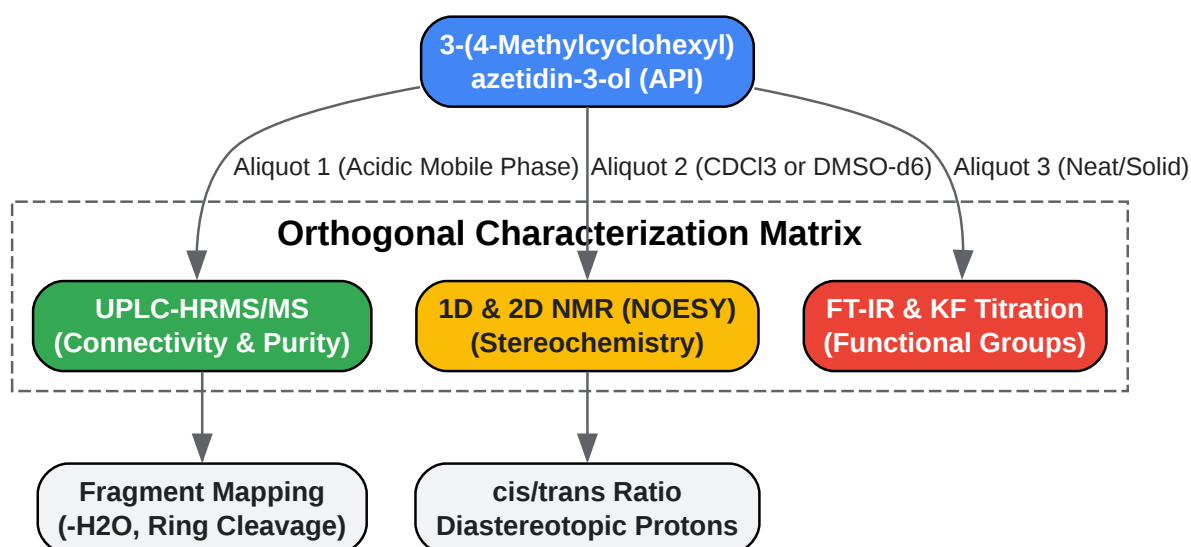 3-(4-Methylcyclohexyl)
azetidin-3-ol (API)
Aliquot 1 (Acidic Mobile Phase)
Aliquot 2 (CDCl3 or DMSO-d6)
Aliquot 3 (Neat/Solid)
Orthogonal Characterization Matrix
UPLC-HRMS/MS
(Connectivity & Purity)
1D & 2D NMR (NOESY)
(Stereochemistry)
FT-IR & KF Titration
(Functional Groups)
Fragment Mapping
(-H2O, Ring Cleavage)
cis/trans Ratio
Diastereotopic Protons